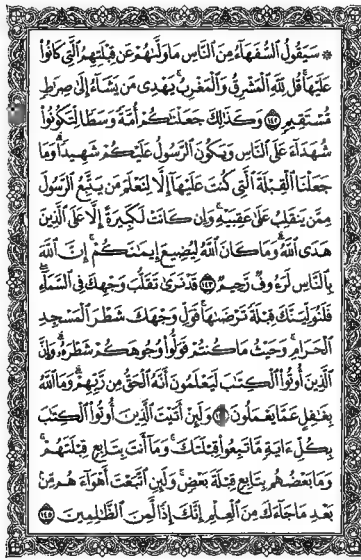 ۞ سَيَقُولُ ٱلسُّفَهَآءُ مِنَ ٱلنَّاسِ مَا وَلَّىٰهُمْ عَن قِبْلَتِهِمُ ٱلَّتِى كَانُوا۟
عَلَيْهَا ۚ قُل لِّلَّهِ ٱلْمَشْرِقُ وَٱلْمَغْرِبُ ۚ يَهْدِى مَن يَشَآءُ إِلَىٰ صِرَٰطٍ
مُّسْتَقِيمٍ ١٤٢ وَكَذَٰلِكَ جَعَلْنَٰكُمْ أُمَّةً وَسَطًا لِّتَكُونُوا۟
شُهَدَآءَ عَلَى ٱلنَّاسِ وَيَكُونَ ٱلرَّسُولُ عَلَيْكُمْ شَهِيدًا ۗ وَمَا
جَعَلْنَا ٱلْقِبْلَةَ ٱلَّتِى كُنتَ عَلَيْهَآ إِلَّا لِنَعْلَمَ مَن يَتَّبِعُ ٱلرَّسُولَ
مِمَّن يَنقَلِبُ عَلَىٰ عَقِبَيْهِ ۚ وَإِن كَانَتْ لَكَبِيرَةً إِلَّا عَلَى ٱلَّذِينَ
هَدَى ٱللَّهُ ۗ وَمَا كَانَ ٱللَّهُ لِيُضِيعَ إِيمَٰنَكُمْ ۚ إِنَّ ٱللَّهَ
بِٱلنَّاسِ لَرَءُوفٌ رَّحِيمٌ ١٤٣ قَدْ نَرَىٰ تَقَلُّبَ وَجْهِكَ فِى ٱلسَّمَآءِ ۖ
فَلَنُوَلِّيَنَّكَ قِبْلَةً تَرْضَىٰهَا ۚ فَوَلِّ وَجْهَكَ شَطْرَ ٱلْمَسْجِدِ
ٱلْحَرَامِ ۚ وَحَيْثُ مَا كُنتُمْ فَوَلُّوا۟ وُجُوهَكُمْ شَطْرَهُۥ ۗ وَإِنَّ
ٱلَّذِينَ أُوتُوا۟ ٱلْكِتَٰبَ لَيَعْلَمُونَ أَنَّهُ ٱلْحَقُّ مِن رَّبِّهِمْ ۗ وَمَا ٱللَّهُ
بِغَٰفِلٍ عَمَّا يَعْمَلُونَ وَلَئِنْ أَتَيْتَ ٱلَّذِينَ أُوتُوا۟ ٱلْكِتَٰبَ
بِكُلِّ ءَايَةٍ مَّا تَبِعُوا۟ قِبْلَتَكَ ۚ وَمَآ أَنتَ بِتَابِعٍ قِبْلَتَهُمْ ۚ
وَمَا بَعْضُهُم بِتَابِعٍ قِبْلَةَ بَعْضٍ ۚ وَلَئِنِ ٱتَّبَعْتَ أَهْوَآءَهُم مِّنۢ
بَعْدِ مَا جَآءَكَ مِنَ ٱلْعِلْمِ ۙ إِنَّكَ إِذًا لَّمِنَ ٱلظَّٰلِمِينَ ١٤٥